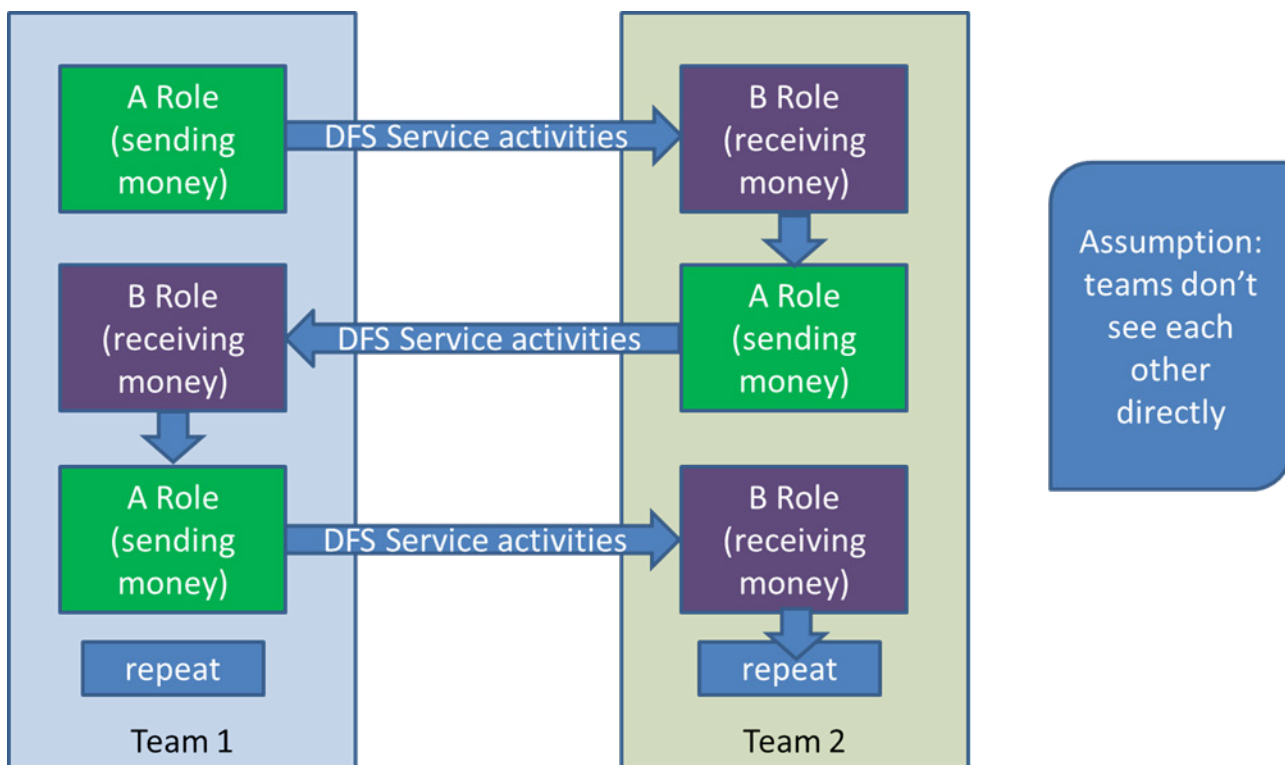 A Role
(sending
money)
DFS Service activities
B Role
(receiving
money)
B Role
(receiving
money)
DFS Service activities
A Role
(sending
money)
A Role
(sending
money)
DFS Service activities
B Role
(receiving
money)
repeat
repeat
Team 1
Team 2
Assumption:
teams don’t
see each
other
directly